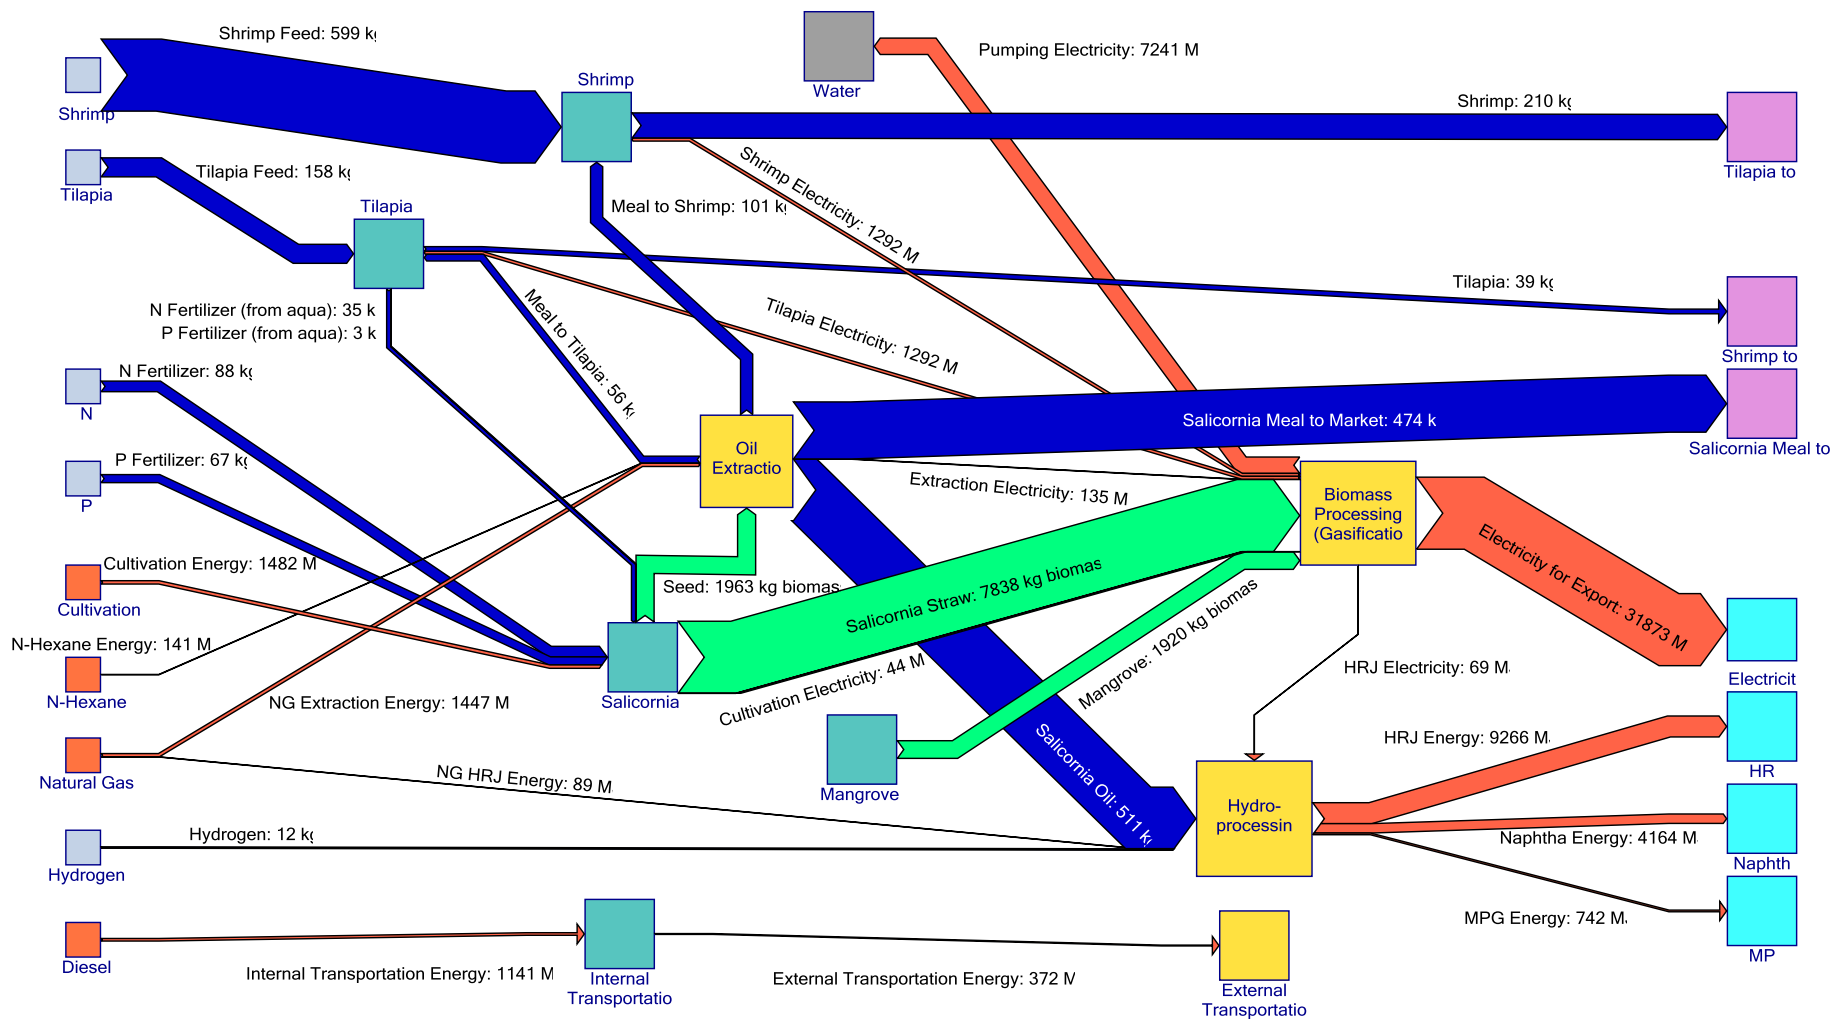 Shrimp Feed: 599 kg
Pumping Electricity: 7241 M
Shrimp
Water
Shrimp: 210 kg
Shrimp
Tilapia Feed: 158 kg
Tilapia
Tilapia to
Tilapia
Meal to Shrimp: 101 kg
Shrimp Electricity: 1292 M
Tilapia: 39 kg
N Fertilizer (from aqua): 35 k
P Fertilizer (from aqua): 3 k
Meal to Tilapia: 56 kg
Tilapia Electricity: 1292 M
Shrimp to
N Fertilizer: 88 kg
N
Salicornia Meal to Market: 474 k
Salicornia Meal to
Oil
Extractio
P Fertilizer: 67 kg
P
Extraction Electricity: 135 M
Biomass
Processing
(Gasificatio
Electricity for Export: 31873 M
Cultivation Energy: 1482 M
Cultivation
Seed: 1963 kg biomas
Salicornia Straw: 7838 kg biomas
Mangrove: 1920 kg biomas
N-Hexane Energy: 141 M
N-Hexane
Salicornia
Cultivation Electricity: 44 M
HRJ Electricity: 69 M
Electricit
NG Extraction Energy: 1447 M
Salicornia Oil: 511 kg
HRJ Energy: 9266 M
HR
Natural Gas
NG HRJ Energy: 89 M
Mangrove
Hydro-
processin
Hydrogen: 12 kg
Hydrogen
Naphtha Energy: 4164 M
Naphth
MPG Energy: 742 M
MP
Diesel
Internal Transportation Energy: 1141 M
Internal
Transportatio
External Transportation Energy: 372 M
External
Transportatio